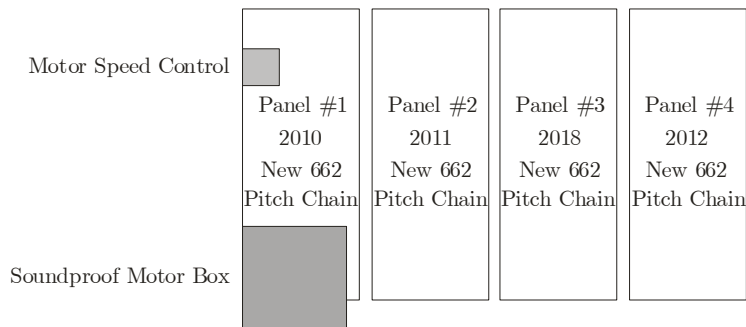 Motor Speed Control
Panel #1
2010
New 662
Pitch Chain
Panel #2
2011
New 662
Pitch Chain
Panel #3
2018
New 662
Pitch Chain
Panel #4
2012
New 662
Pitch Chain
Soundproof Motor Box